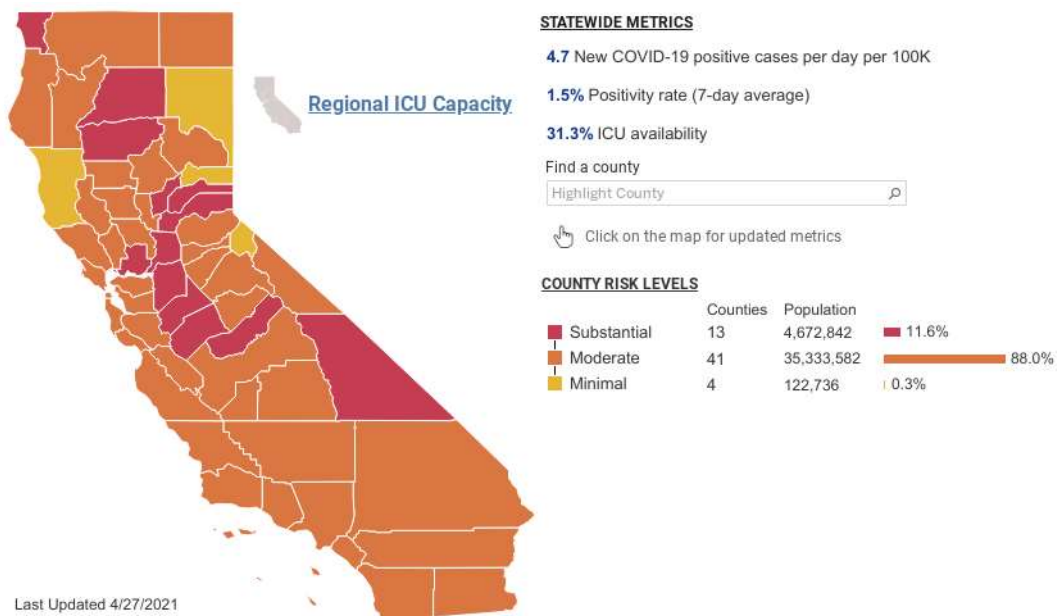 STATEWIDE METRICS
4.7 New COVID-19 positive cases per day per 100K
Regional ICU Capacity
1.5% Positivity rate (7-day average)
31.3% ICU availability
Find a county
Highlight County
Click on the map for updated metrics
COUNTY RISK LEVELS
Counties Population
Substantial 13 4,672,842 11.6%
Moderate 41 35,333,582 88.0%
Minimal 4 122,736 0.3%
Last Updated 4/27/2021